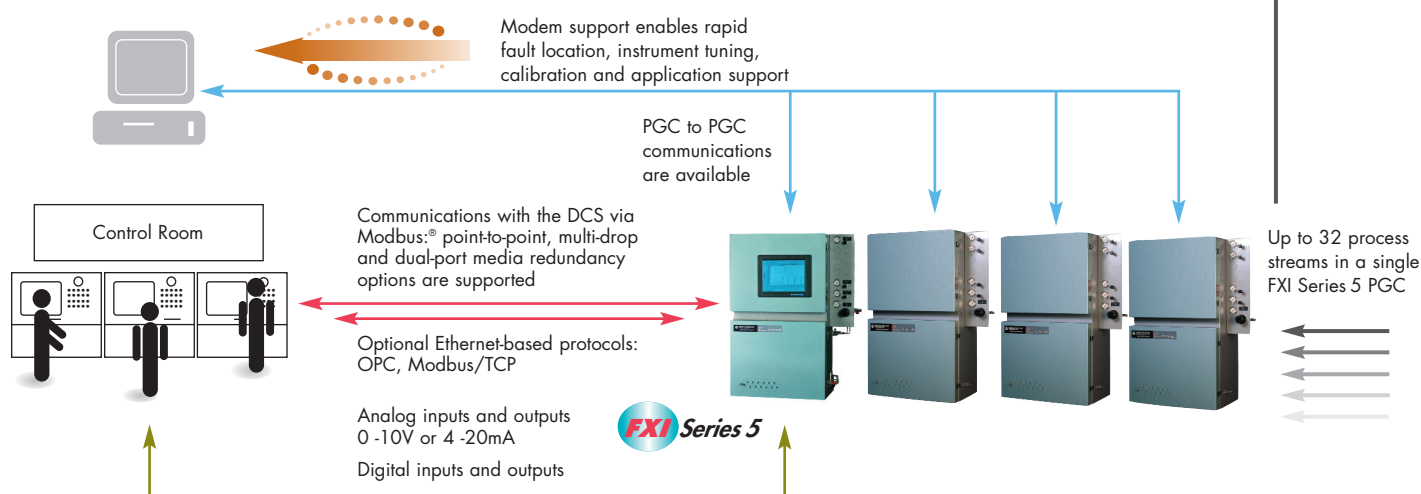 Modem support enables rapid
fault location, instrument tuning,
calibration and application support
PGC to PGC
communications
are available
Control Room
Communications with the DCS via
Modbus:® point-to-point, multi-drop
and dual-port media redundancy
options are supported
Up to 32 process
streams in a single
FXI Series 5 PGC
Optional Ethernet-based protocols:
OPC, Modbus/TCP
Analog inputs and outputs
0 -10V or 4 -20mA
FXI Series 5
Digital inputs and outputs